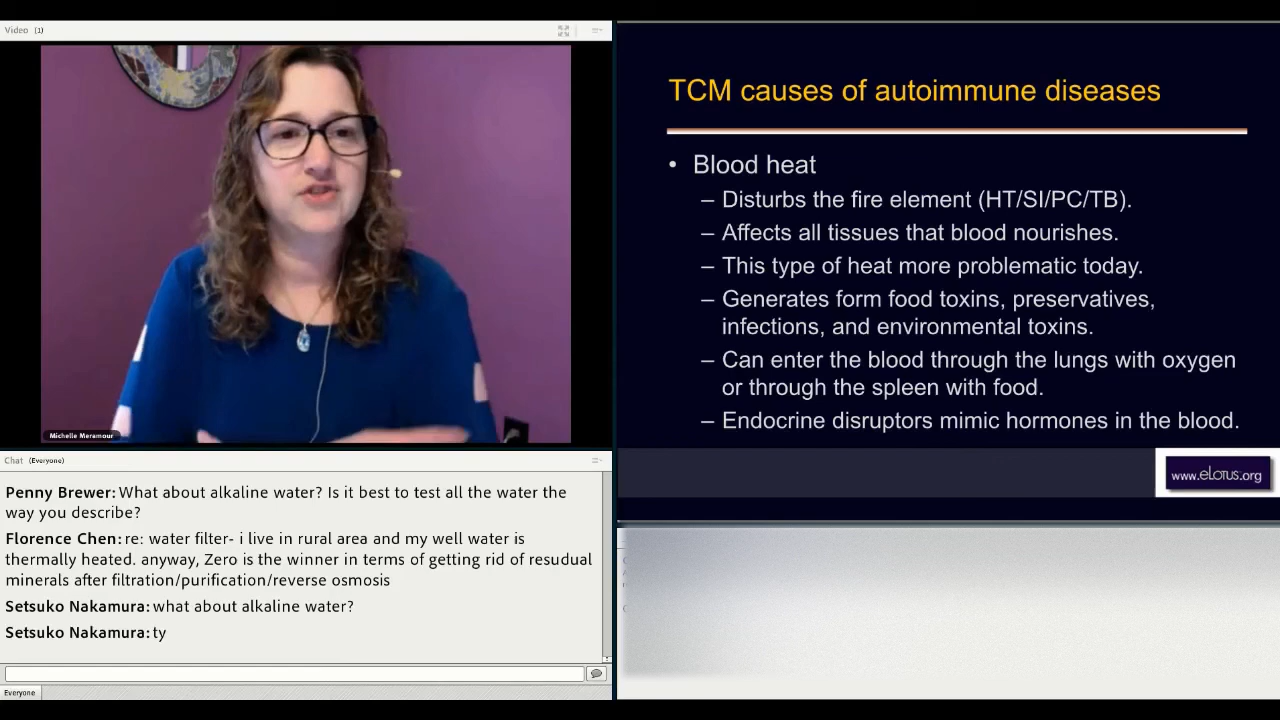 Video (1)
Michelle Meramour
Chat (Everyone)
Penny Brewer: What about alkaline water? Is it best to test all the water the
way you describe?
Florence Chen: re: water filter- i live in rural area and my well water is
thermally heated. anyway, Zero is the winner in terms of getting rid of resudual
minerals after filtration/purification/reverse osmosis
Setsuko Nakamura: what about alkaline water?
Setsuko Nakamura: ty
Everyone
TCM causes of autoimmune diseases
• Blood heat
– Disturbs the fire element (HT/SI/PC/TB).
– Affects all tissues that blood nourishes.
– This type of heat more problematic today.
– Generates form food toxins, preservatives,
infections, and environmental toxins.
– Can enter the blood through the lungs with oxygen
or through the spleen with food.
– Endocrine disruptors mimic hormones in the blood.
www.eLotus.org